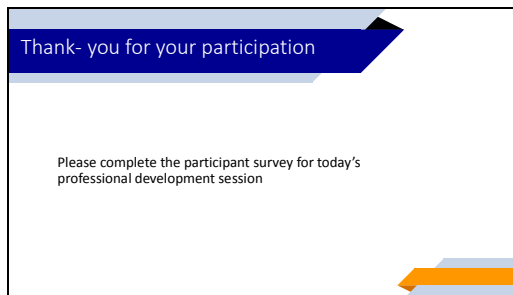 Thank- you for your participation
Please complete the participant survey for today’s
professional development session